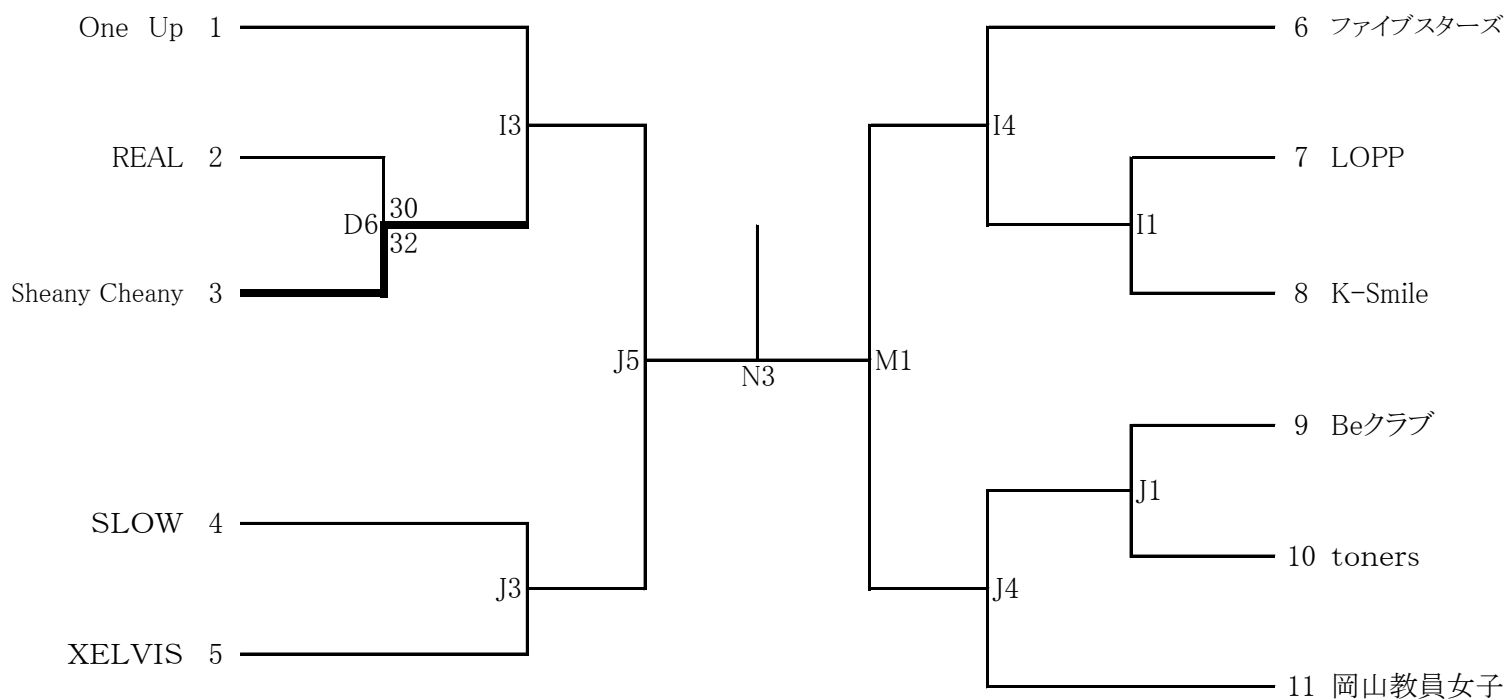 One Up 1
6 ファイブスターズ
I3
I4
REAL 2
7 LOPP
30
D6
I1
32
Sheany Cheany 3
8 K-Smile
J5
M1
N3
9 Beクラブ
J1
SLOW 4
10 toners
J3
J4
XELVIS 5
11 岡山教員女子